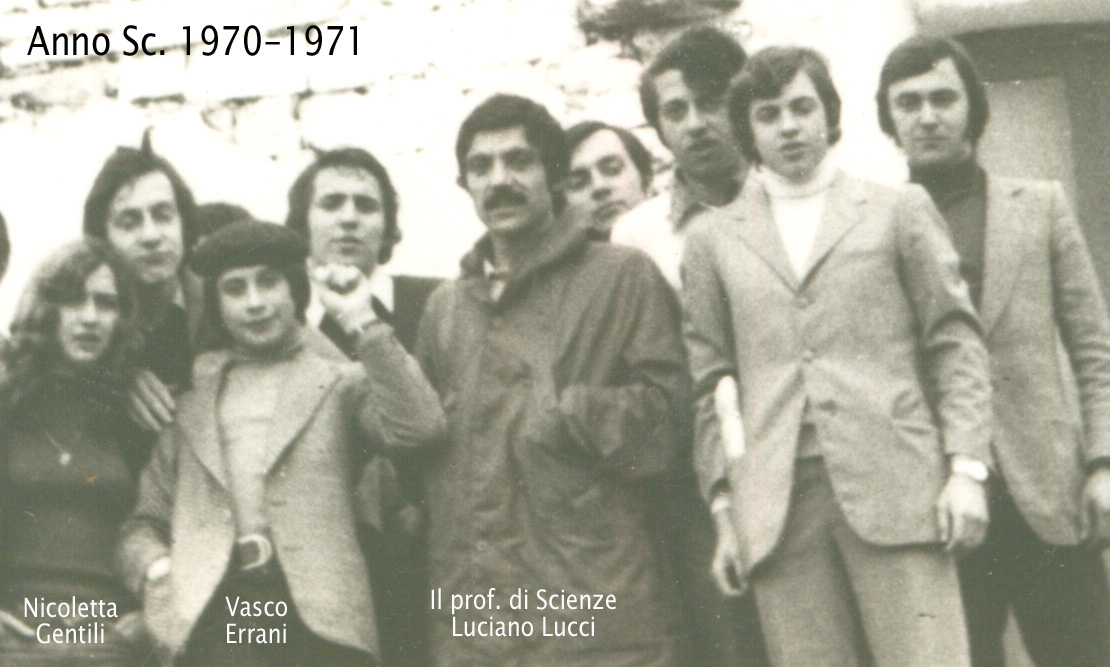 Anno Sc. 1970-1971
Nicoletta
Gentili
Vasco
Errani
Il prof. di Scienze
Luciano Lucci